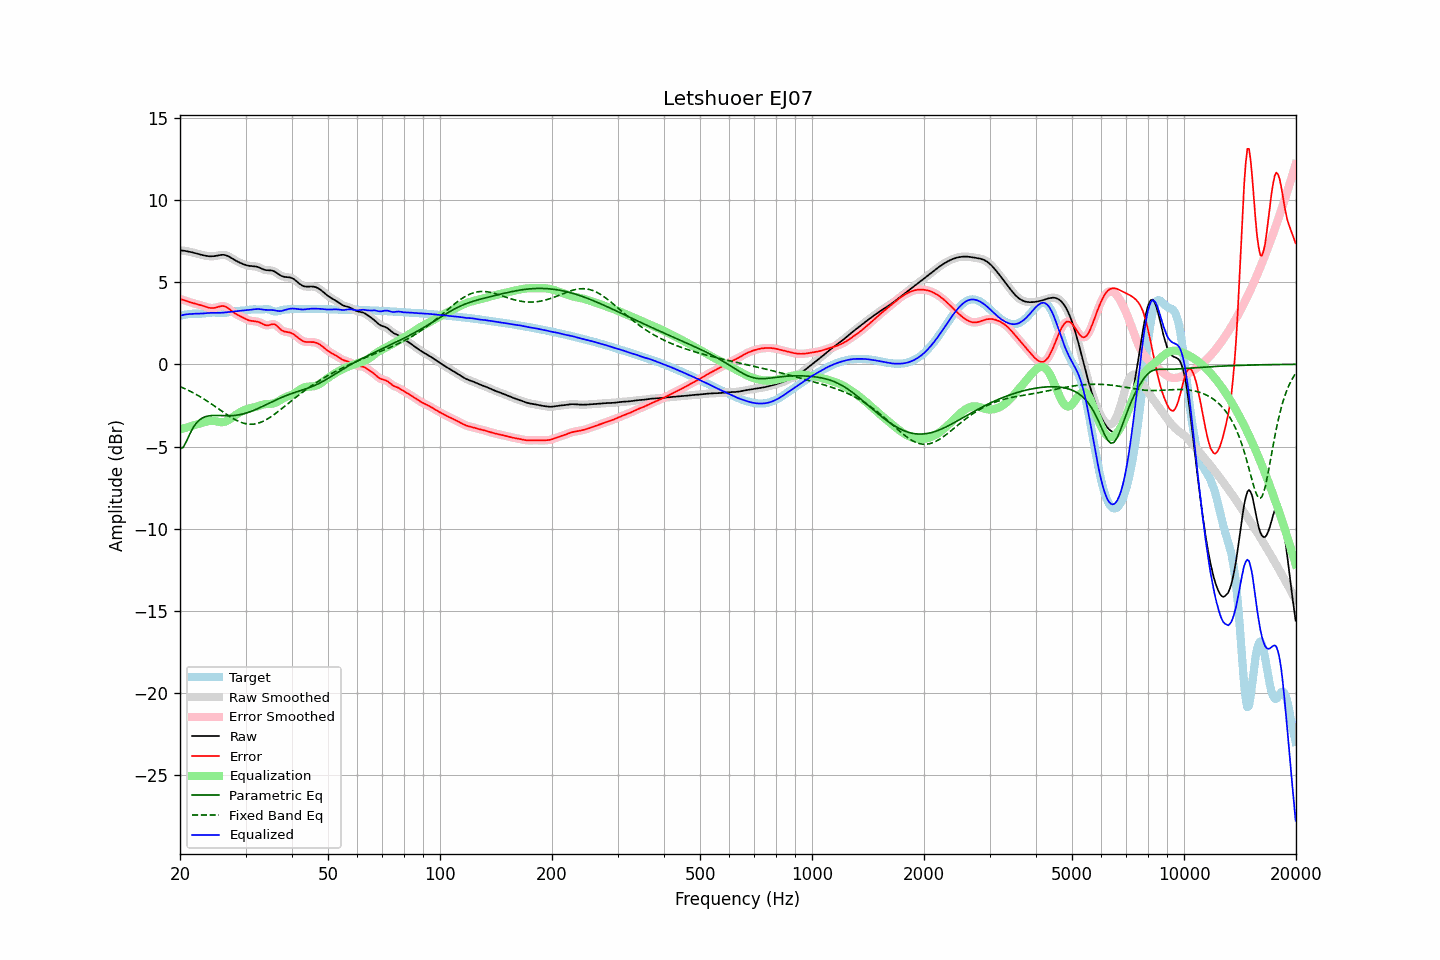 Letshuoer EJ07
15
10
5
0
−5
−10
−15
−20
−25
Amplitude (dBr)
Target
Raw Smoothed
Error Smoothed
Raw
Error
Equalization
Parametric Eq
Fixed Band Eq
Equalized
20 50 100 200 500 1000 2000 5000 10000 20000
Frequency (Hz)